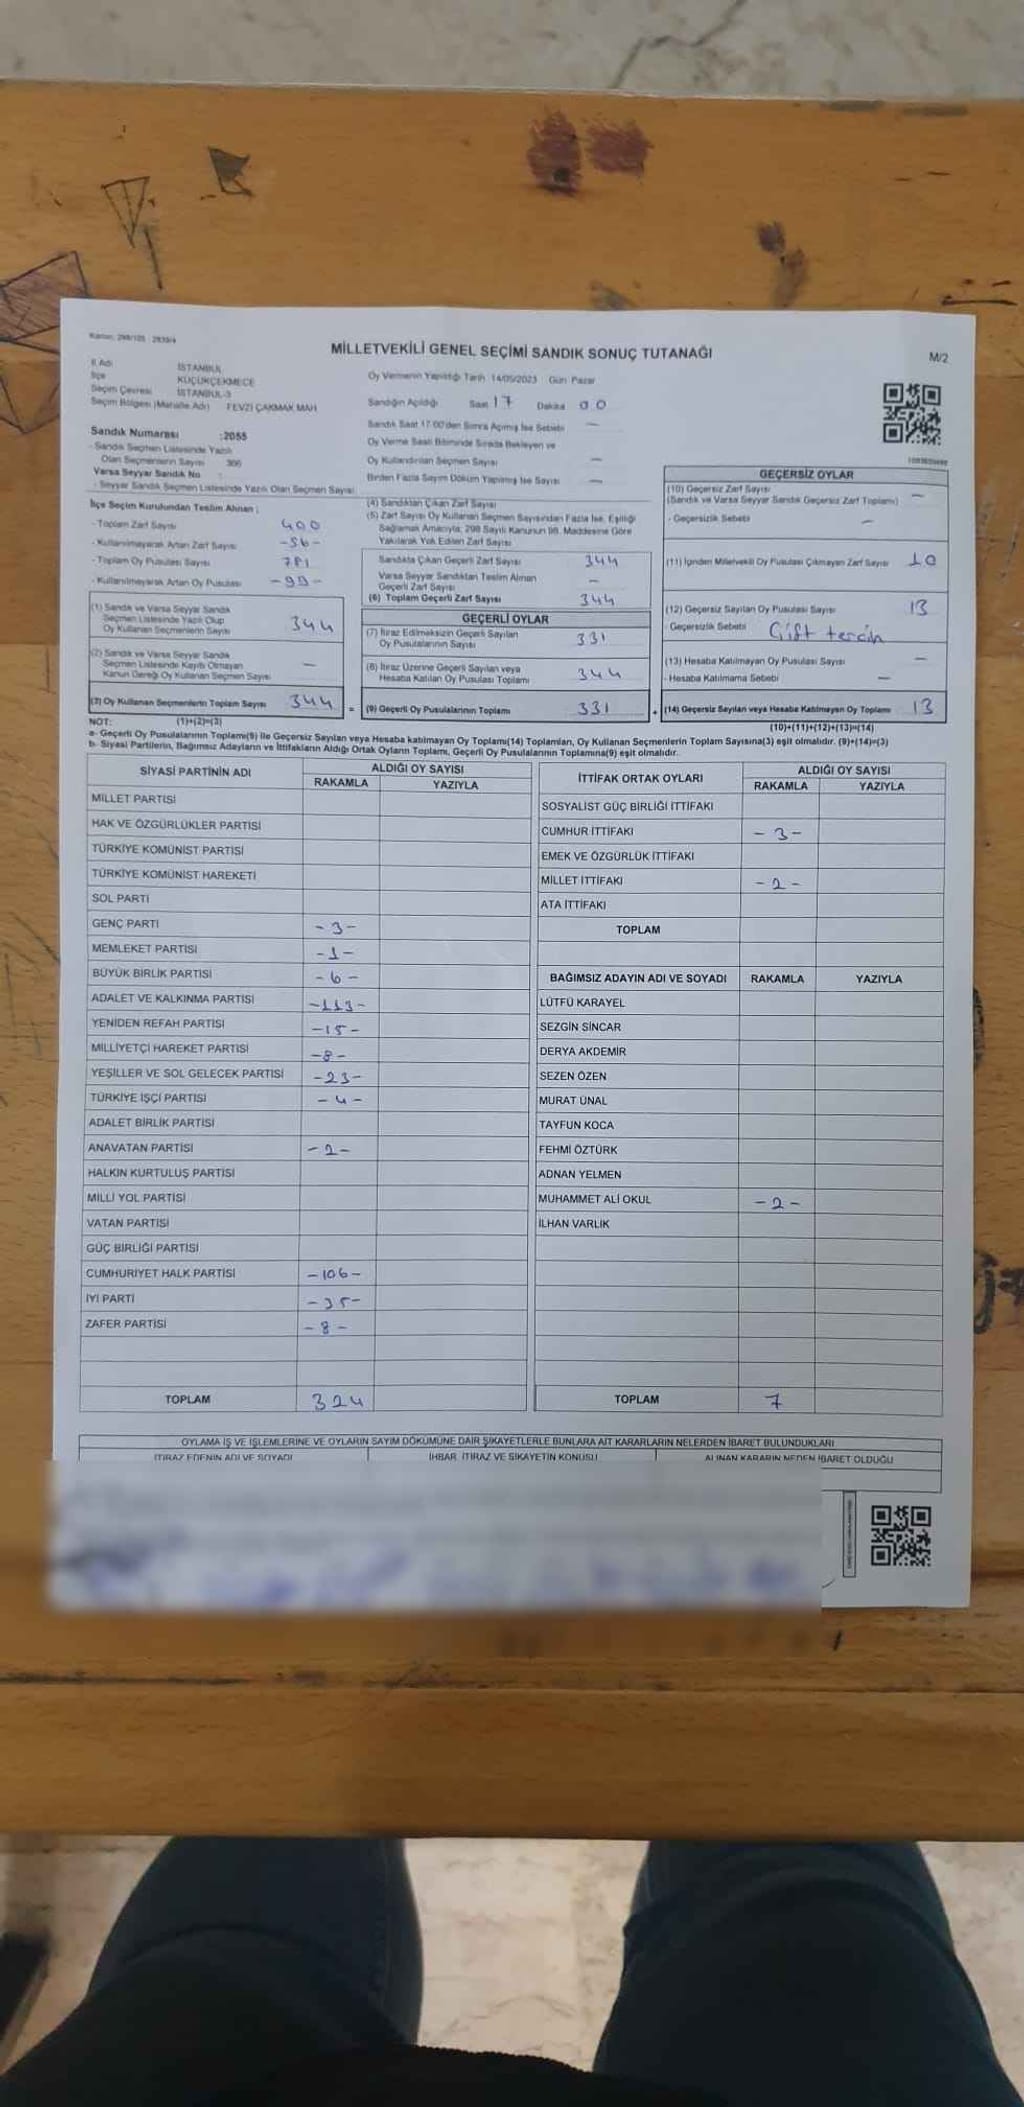 Kanun: 298/105 - 2839/4
MİLLETVEKİLİ GENEL SEÇİMİ SANDIK SONUÇ TUTANAĞI
M/2
İl Adı İSTANBUL
İlçe KÜÇÜKÇEKMECE
Seçim Çevresi İSTANBUL-3
Seçim Bölgesi (Mahalle Adı) FEVZİ ÇAKMAK MAH.
Oy Vermenin Yapıldığı Tarih 14/05/2023 Gün Pazar
Sandığın Açıldığı Saat 17 Dakika 00
Sandık Saat 17:00'den Sonra Açılmış İse Sebebi —
Oy Verme Saati Bitiminde Sırada Bekleyen ve
Oy Kullandırılan Seçmen Sayısı —
Birden Fazla Sayım Döküm Yapılmış İse Sayısı —
Sandık Numarası :2055
- Sandık Seçmen Listesinde Yazılı
Olan Seçmenlerin Sayısı 366
Varsa Seyyar Sandık No :
- Seyyar Sandık Seçmen Listesinde Yazılı Olan Seçmen Sayısı:
İlçe Seçim Kurulundan Teslim Alınan ;
- Toplam Zarf Sayısı 400
- Kullanılmayarak Artan Zarf Sayısı -56-
- Toplam Oy Pusulası Sayısı 781
- Kullanılmayarak Artan Oy Pusulası -99-
(1) Sandık ve Varsa Seyyar Sandık
Seçmen Listesinde Yazılı Olup
Oy Kullanan Seçmenlerin Sayısı 344
(2) Sandık ve Varsa Seyyar Sandık
Seçmen Listesinde Kayıtlı Olmayan
Kanun Gereği Oy Kullanan Seçmen Sayısı —
(3) Oy Kullanan Seçmenlerin Toplam Sayısı 344 =
(4) Sandıktan Çıkan Zarf Sayısı
(5) Zarf Sayısı Oy Kullanan Seçmen Sayısından Fazla İse, Eşitliği
Sağlamak Amacıyla; 298 Sayılı Kanunun 98. Maddesine Göre
Yakılarak Yok Edilen Zarf Sayısı
Sandıkta Çıkan Geçerli Zarf Sayısı 344
Varsa Seyyar Sandıktan Teslim Alınan
Geçerli Zarf Sayısı —
(6) Toplam Geçerli Zarf Sayısı 344
GEÇERLİ OYLAR
(7) İtiraz Edilmeksizin Geçerli Sayılan
Oy Pusulalarının Sayısı 331
(8) İtiraz Üzerine Geçerli Sayılan veya
Hesaba Katılan Oy Pusulası Toplamı 344
(9) Geçerli Oy Pusulalarının Toplamı 331 +
GEÇERSİZ OYLAR
(10) Geçersiz Zarf Sayısı
(Sandık ve Varsa Seyyar Sandık Geçersiz Zarf Toplamı) —
- Geçersizlik Sebebi —
(11) İçinden Milletvekili Oy Pusulası Çıkmayan Zarf Sayısı 10
(12) Geçersiz Sayılan Oy Pusulası Sayısı 13
- Geçersizlik Sebebi Çift tercih
(13) Hesaba Katılmayan Oy Pusulası Sayısı —
- Hesaba Katılmama Sebebi —
(14) Geçersiz Sayılan veya Hesaba Katılmayan Oy Toplamı 13
NOT: (1)+(2)=(3)
(10)+(11)+(12)+(13)=(14)
a- Geçerli Oy Pusulalarının Toplamı(9) ile Geçersiz Sayılan veya Hesaba katılmayan Oy Toplamı(14) Toplamları, Oy Kullanan Seçmenlerin Toplam Sayısına(3) eşit olmalıdır. (9)+(14)=(3)
b- Siyasi Partilerin, Bağımsız Adayların ve İttifakların Aldığı Ortak Oyların Toplamı, Geçerli Oy Pusulalarının Toplamına(9) eşit olmalıdır.
SİYASİ PARTİNİN ADI ALDIĞI OY SAYISI
RAKAMLA YAZIYLA
MİLLET PARTİSİ
HAK VE ÖZGÜRLÜKLER PARTİSİ
TÜRKİYE KOMÜNİST PARTİSİ
TÜRKİYE KOMÜNİST HAREKETİ
SOL PARTİ
GENÇ PARTİ -3-
MEMLEKET PARTİSİ -1-
BÜYÜK BİRLİK PARTİSİ -6-
ADALET VE KALKINMA PARTİSİ -113-
YENİDEN REFAH PARTİSİ -15-
MİLLİYETÇİ HAREKET PARTİSİ -8-
YEŞİLLER VE SOL GELECEK PARTİSİ -23-
TÜRKİYE İŞÇİ PARTİSİ -4-
ADALET BİRLİK PARTİSİ
ANAVATAN PARTİSİ -2-
HALKIN KURTULUŞ PARTİSİ
MİLLİ YOL PARTİSİ
VATAN PARTİSİ
GÜÇ BİRLİĞİ PARTİSİ
CUMHURİYET HALK PARTİSİ -106-
İYİ PARTİ -35-
ZAFER PARTİSİ -8-
TOPLAM 324
İTTİFAK ORTAK OYLARI ALDIĞI OY SAYISI
RAKAMLA YAZIYLA
SOSYALİST GÜÇ BİRLİĞİ İTTİFAKI
CUMHUR İTTİFAKI -3-
EMEK VE ÖZGÜRLÜK İTTİFAKI
MİLLET İTTİFAKI -2-
ATA İTTİFAKI
TOPLAM
BAĞIMSIZ ADAYIN ADI VE SOYADI RAKAMLA YAZIYLA
LÜTFÜ KARAYEL
SEZGİN SİNCAR
DERYA AKDEMİR
SEZEN ÖZEN
MURAT ÜNAL
TAYFUN KOCA
FEHMİ ÖZTÜRK
ADNAN YELMEN
MUHAMMET ALİ OKUL -2-
İLHAN VARLIK
TOPLAM 7
OYLAMA İŞ VE İŞLEMLERİNE VE OYLARIN SAYIM DÖKÜMÜNE DAİR ŞİKAYETLERLE BUNLARA AİT KARARLARIN NELERDEN İBARET BULUNDUKLARI
İTİRAZ EDENİN ADI VE SOYADI İHBAR, İTİRAZ VE ŞİKAYETİN KONUSU ALINAN KARARIN NEDEN İBARET OLDUĞU